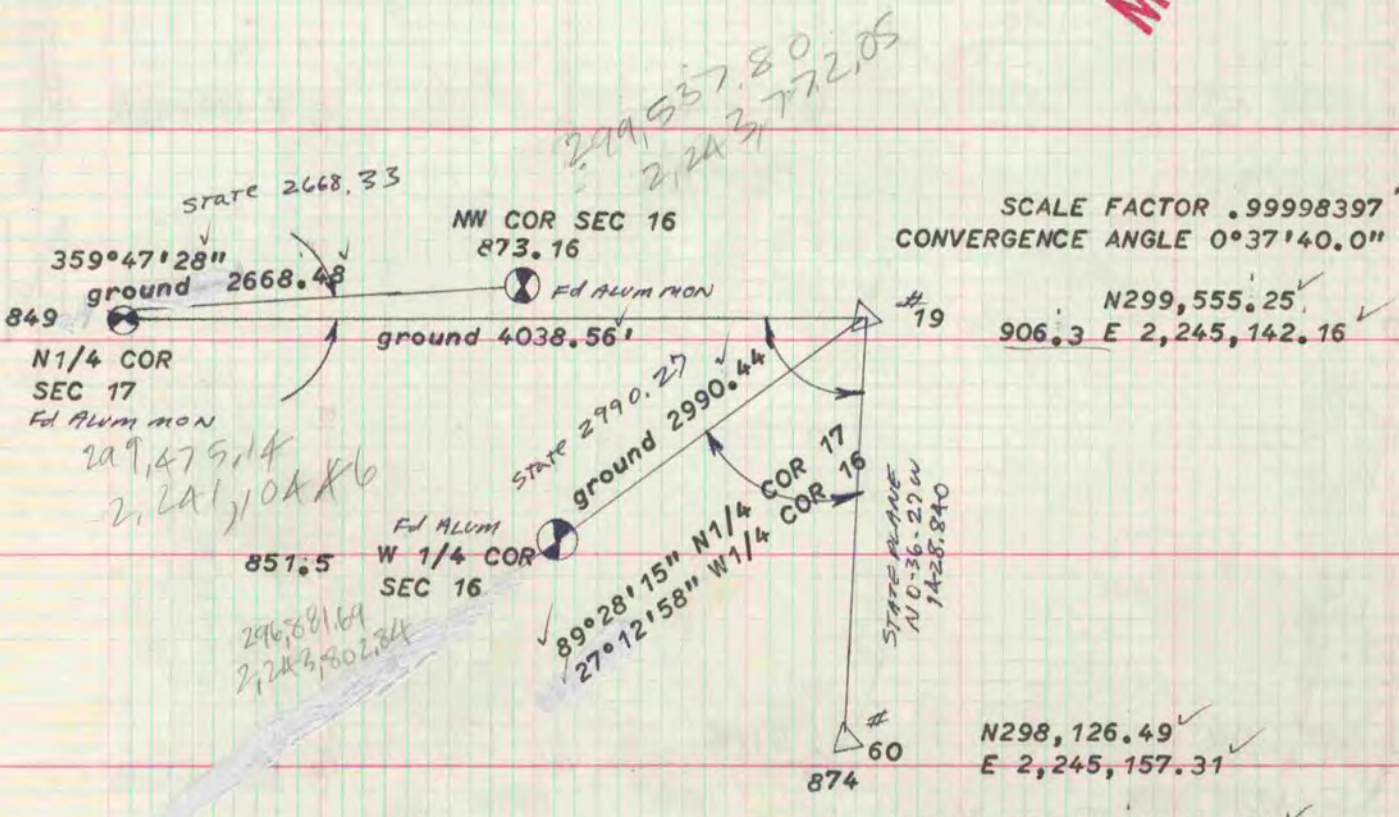 299,537.80
2,243,772.05
state 2668.33
NW COR SEC 16
873.16
Fd ALUM MON
359°47'28"
ground 2668.48
849
N1/4 COR
SEC 17
Fd ALUM MON
299,475.14
ground 4038.56'
SCALE FACTOR .99998397
CONVERGENCE ANGLE 0°37'40.0"
#19
N299,555.25
906.3 E 2,245,142.16
state 2990.27
ground 2990.44
Fd ALUM
851.5 W 1/4 COR
SEC 16
296,881.69
2,243,802.84
89°28'15" N1/4 COR 17
27°12'58" W1/4 COR 16
STATE PLANE
N 0-36-27 W
1428.840
#60
874
N298,126.49
E 2,245,157.31